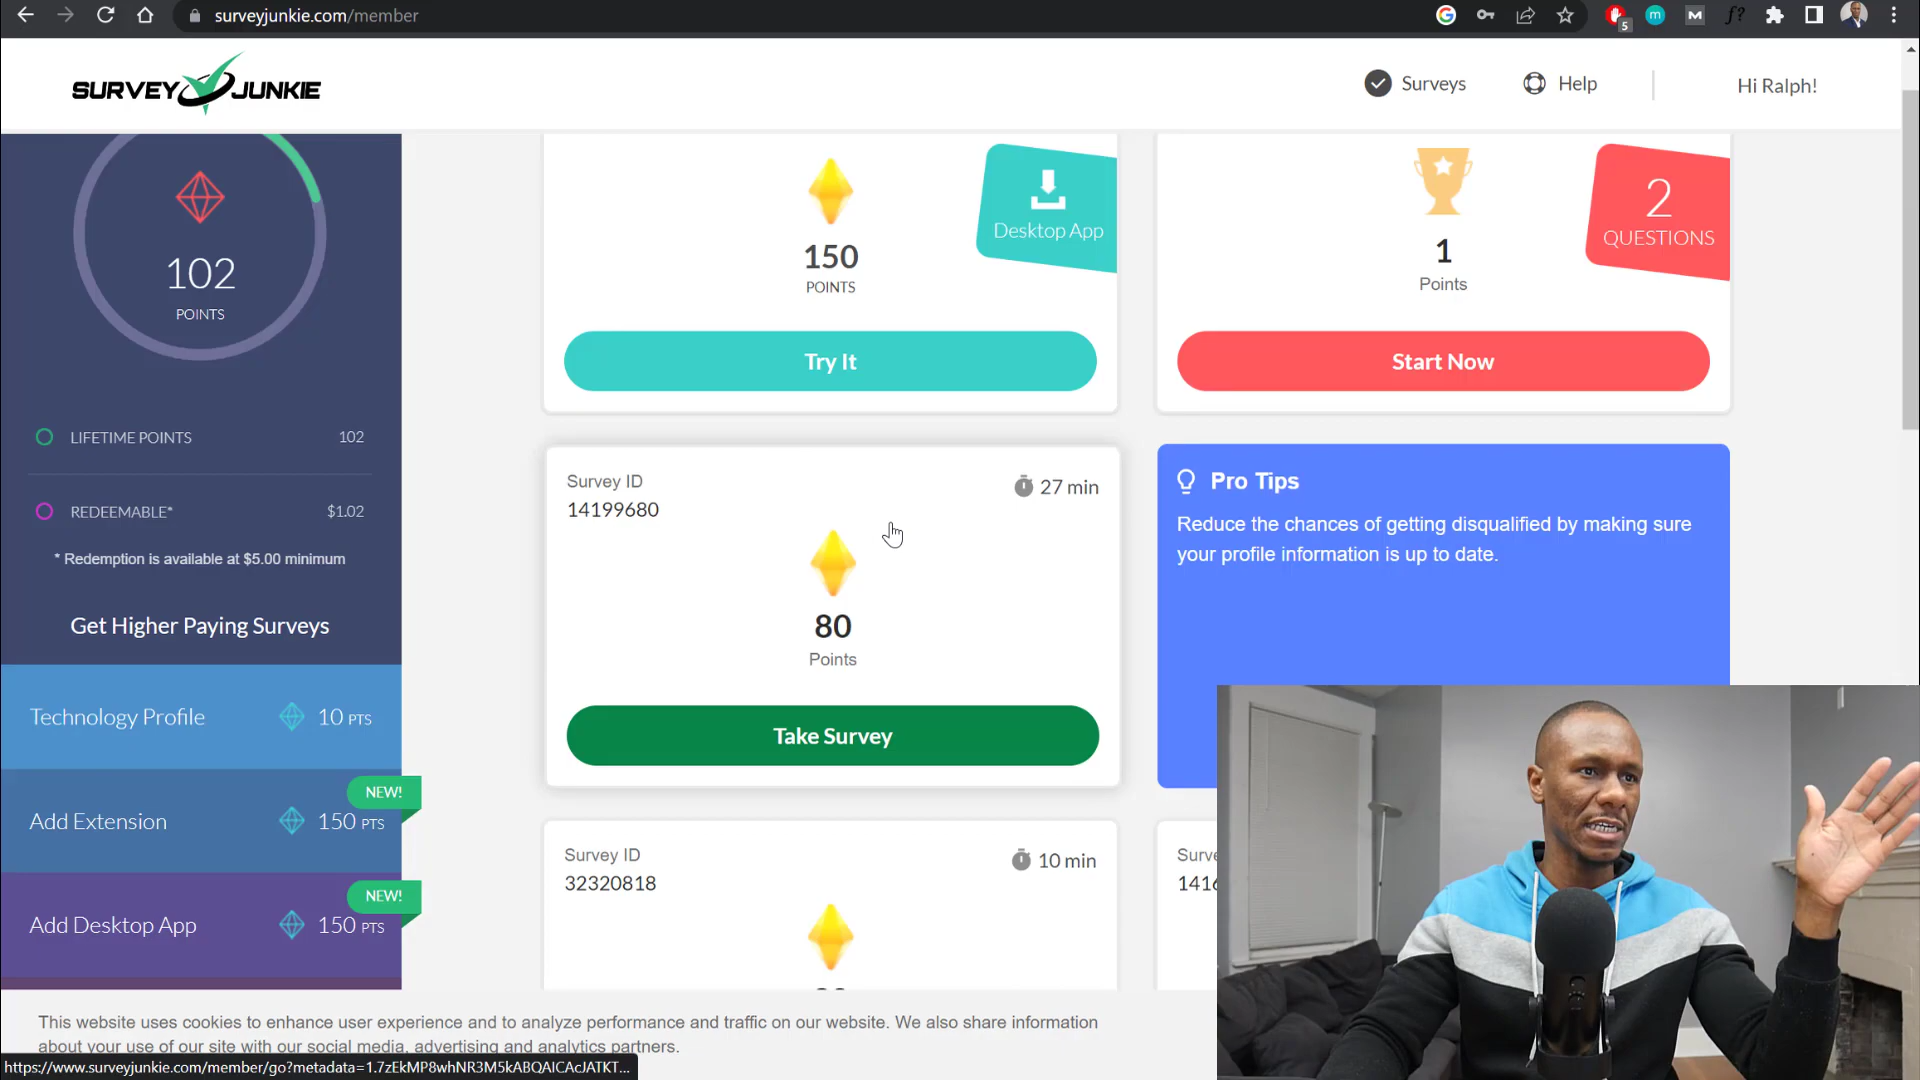 surveyjunkie.com/member
5
m
M
f?
SURVEY JUNKIE
Surveys
Help
Hi Ralph!
102
POINTS
LIFETIME POINTS 102
REDEEMABLE* $1.02
* Redemption is available at $5.00 minimum
Get Higher Paying Surveys
Technology Profile 10 PTS
NEW!
Add Extension 150 PTS
NEW!
Add Desktop App 150 PTS
150
POINTS
Desktop App
Try It
1
Points
2
QUESTIONS
Start Now
Survey ID
14199680
27 min
80
Points
Take Survey
Pro Tips
Reduce the chances of getting disqualified by making sure
your profile information is up to date.
Survey ID
32320818
10 min
This website uses cookies to enhance user experience and to analyze performance and traffic on our website. We also share information
about your use of our site with our social media, advertising and analytics partners.
https://www.surveyjunkie.com/member/go?metadata=1.7zEkMP8whNR3M5kABQAICAcJATKT...